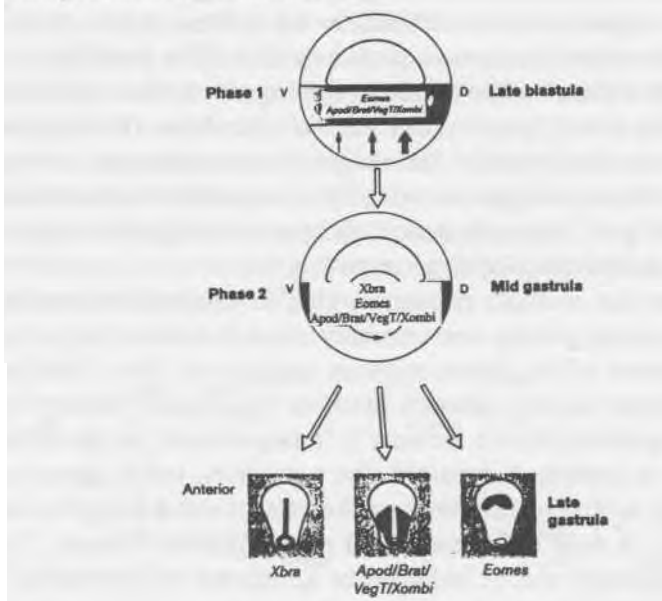 Phase 1
V
Eomes
Apod/Brat/VegT/Xombi
D
Late blastula
Phase 2
V
Xbra
Eomes
Apod/Brat/VegT/Xombi
D
Mid gastrula
Anterior
Late
gastrula
Xbra
Apod/Brat/
VegT/Xombi
Eomes